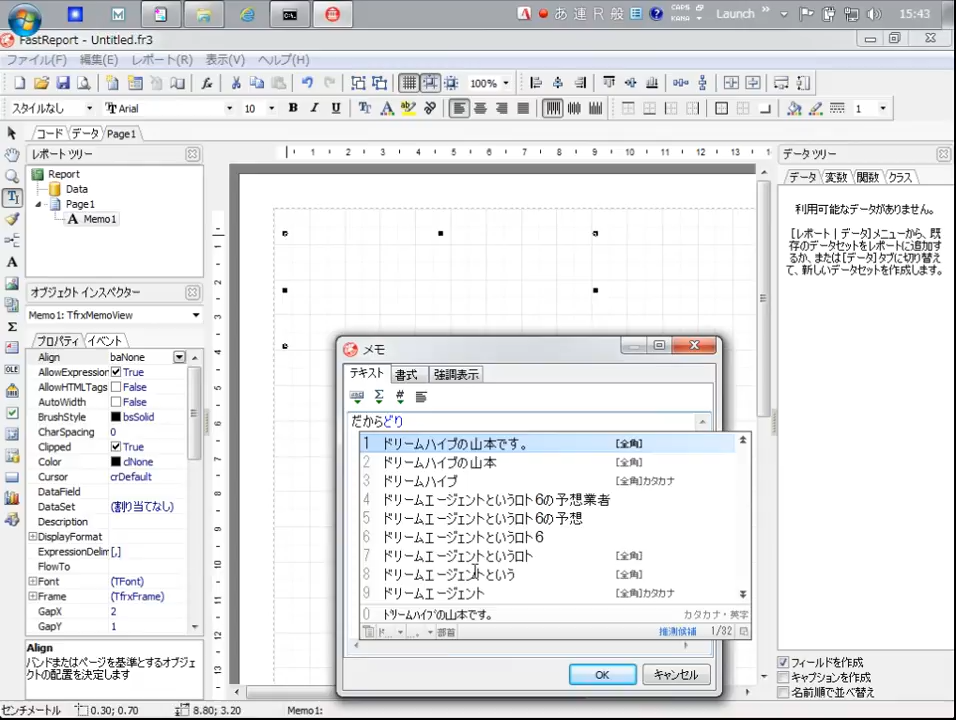 あ 連 R 般 CAPS KANA Launch 15:43
FastReport - Untitled.fr3
ファイル(F) 編集(E) レポート(R) 表示(V) ヘルプ(H)
100%
スタイルなし Arial 10 B I U 1
コード データ Page1
レポート ツリー
Report
Data
Page1
A Memo1
オブジェクト インスペクター
Memo1: TfrxMemoView
プロパティ イベント
Align baNone
AllowExpression True
AllowHTMLTags False
AutoWidth False
BrushStyle bsSolid
CharSpacing 0
Clipped True
Color clNone
Cursor crDefault
DataField
DataSet (割り当てなし)
Description
DisplayFormat
ExpressionDelim [,]
Font (TFont)
Frame (TfrxFrame)
GapX 2
GapY 1
Align
バンドまたはページを基準とするオブジェクトの配置を決定します
1 2 3 4 5 6 7 8 9 10 11 12 13
メモ
テキスト 書式 強調表示
だからどり
1 ドリームハイブの山本です。 [全角]
2 ドリームハイブの山本
3 ドリームハイブ [全角]カタカナ
4 ドリームエージェントというロト6の予想業者
5 ドリームエージェントというロト6の予想
6 ドリームエージェントというロト6
7 ドリームエージェントというロト [全角]
8 ドリームエージェントという [全角]
9 ドリームエージェント [全角]カタカナ
0 ﾄﾞﾘｰﾑﾊｲﾌﾞの山本です。 カタカナ・英字
部首 推測候補 1/32
OK キャンセル
データ ツリー
データ 変数 関数 クラス
利用可能なデータがありません。
[レポート | データ]メニューから、既
存のデータセットをレポートに追加す
るか、または[データ]タブに切り替え
て、新しいデータセットを作成します。
フィールドを作成
キャプションを作成
名前順で並べ替え
センチメートル 0.30; 0.70 8.80; 3.20 Memo1: